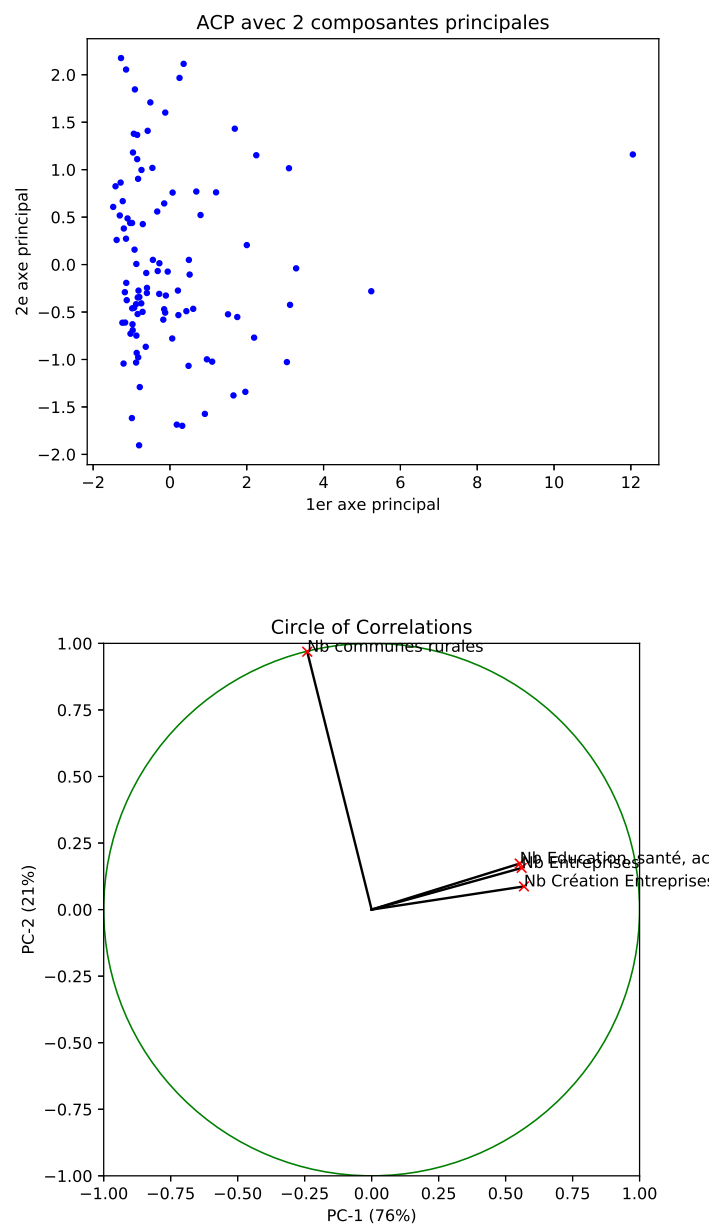 ACP avec 2 composantes principales
2.0
1.5
1.0
0.5
0.0
−0.5
−1.0
−1.5
−2.0
2e axe principal
−2 0 2 4 6 8 10 12
1er axe principal
Circle of Correlations
1.00
0.75
0.50
0.25
0.00
−0.25
−0.50
−0.75
−1.00
PC-2 (21%)
Nb communes rurales
Nb Education, santé, ac
Nb Entreprises
Nb Création Entreprises
−1.00 −0.75 −0.50 −0.25 0.00 0.25 0.50 0.75 1.00
PC-1 (76%)